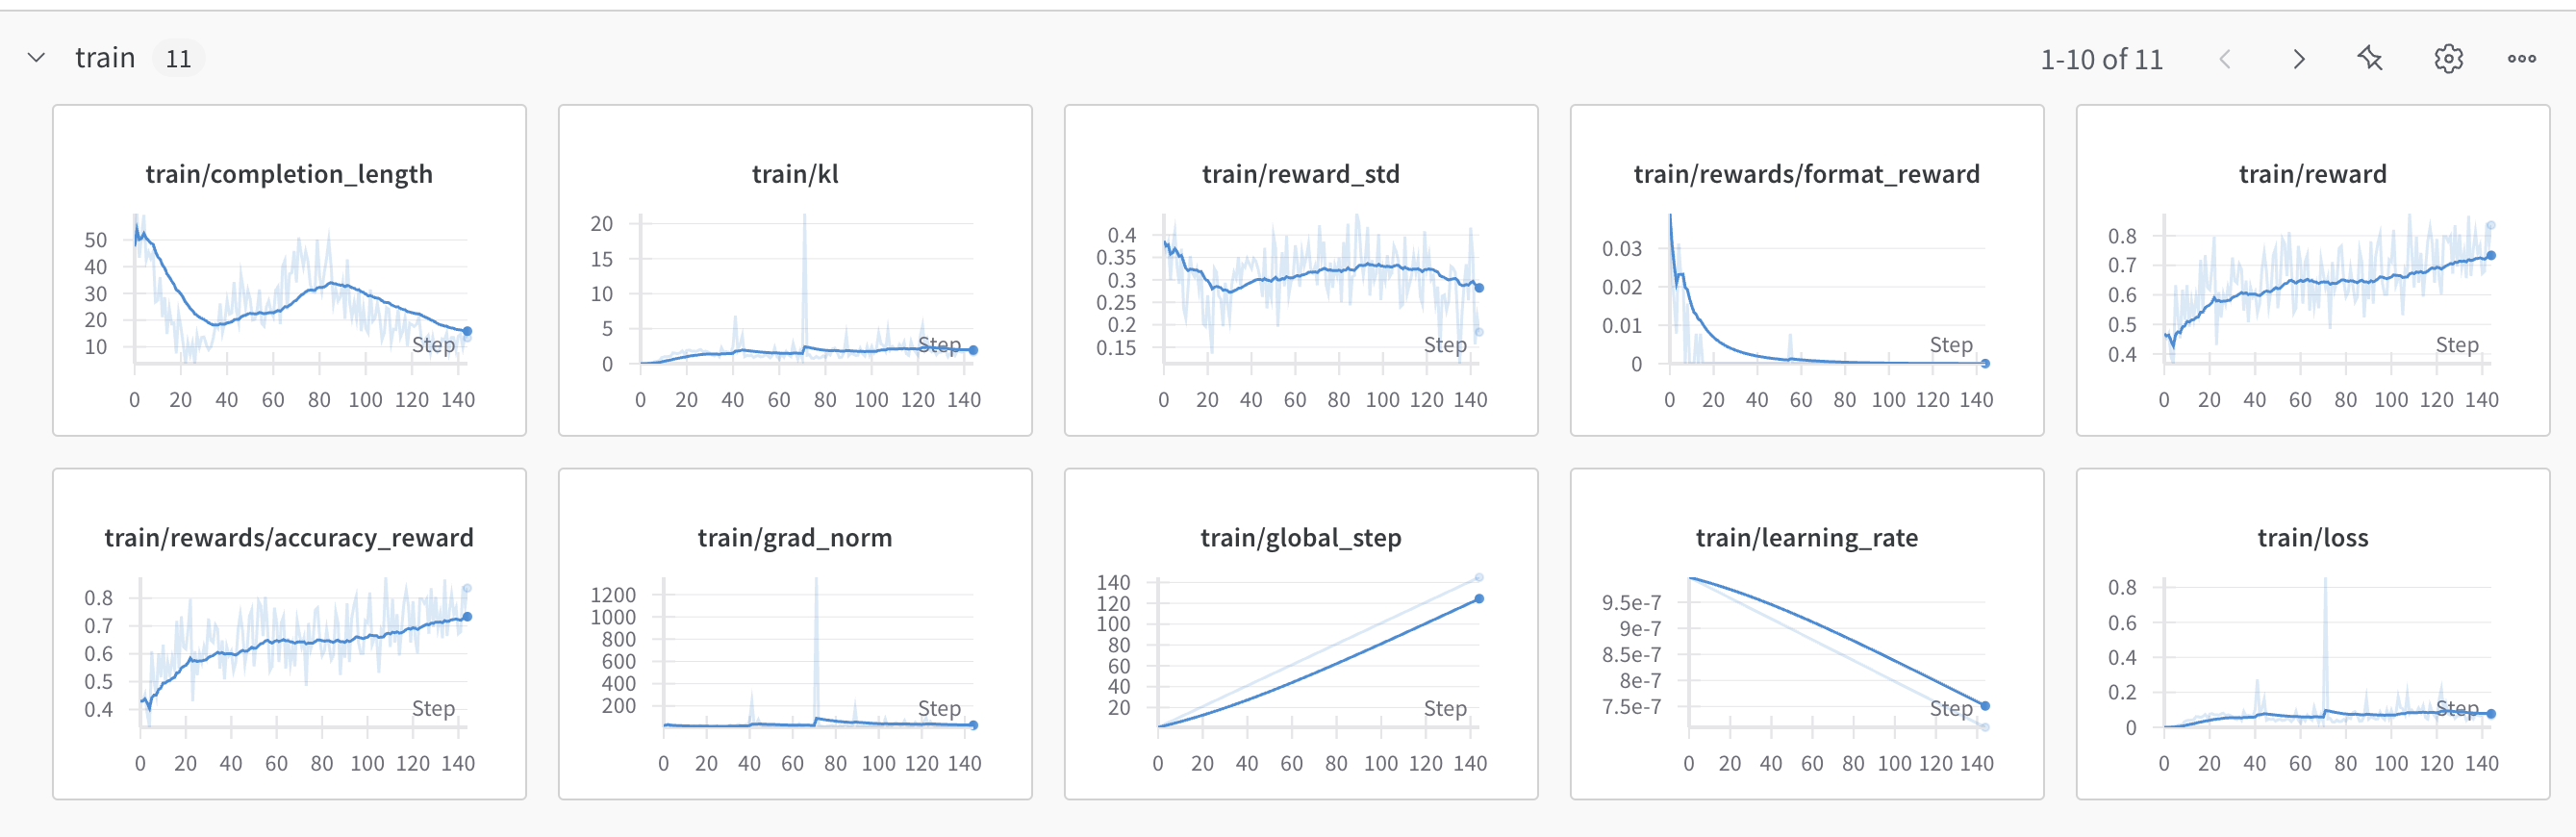 train 11
1-10 of 11
train/completion_length
50
40
30
20
10
Step
0 20 40 60 80 100 120 140
train/kl
20
15
10
5
0
Step
0 20 40 60 80 100 120 140
train/reward_std
0.4
0.35
0.3
0.25
0.2
0.15
Step
0 20 40 60 80 100 120 140
train/rewards/format_reward
0.03
0.02
0.01
0
Step
0 20 40 60 80 100 120 140
train/reward
0.8
0.7
0.6
0.5
0.4
Step
0 20 40 60 80 100 120 140
train/rewards/accuracy_reward
0.8
0.7
0.6
0.5
0.4
Step
0 20 40 60 80 100 120 140
train/grad_norm
1200
1000
800
600
400
200
Step
0 20 40 60 80 100 120 140
train/global_step
140
120
100
80
60
40
20
Step
0 20 40 60 80 100 120 140
train/learning_rate
9.5e-7
9e-7
8.5e-7
8e-7
7.5e-7
Step
0 20 40 60 80 100 120 140
train/loss
0.8
0.6
0.4
0.2
0
Step
0 20 40 60 80 100 120 140